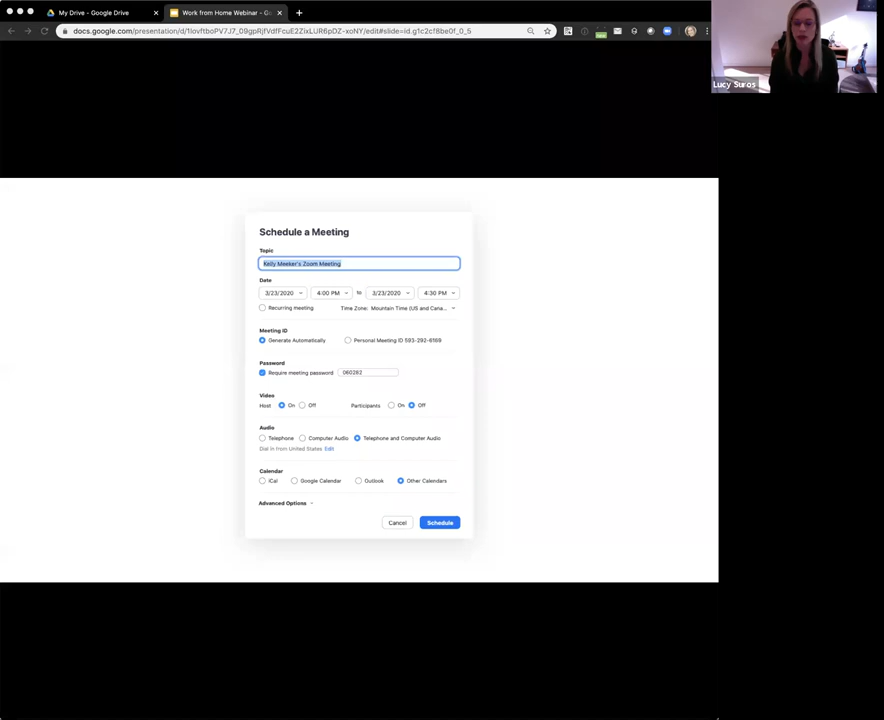 My Drive - Google Drive
Work from Home Webinar - Go
docs.google.com/presentation/d/1IovftboPV7J7_09gpRjfVdfFcuE2ZixLUR6pDZ-xoNY/edit#slide=id.g1c2cf8be0f_0_5
Lucy Suros
Schedule a Meeting
Topic
Kelly Meeker's Zoom Meeting
Date
3/23/2020 4:00 PM to 3/23/2020 4:30 PM
Recurring meeting Time Zone: Mountain Time (US and Cana...
Meeting ID
Generate Automatically Personal Meeting ID 593-292-6169
Password
Require meeting password 060282
Video
Host On Off Participants On Off
Audio
Telephone Computer Audio Telephone and Computer Audio
Dial in from United States Edit
Calendar
iCal Google Calendar Outlook Other Calendars
Advanced Options
Cancel Schedule